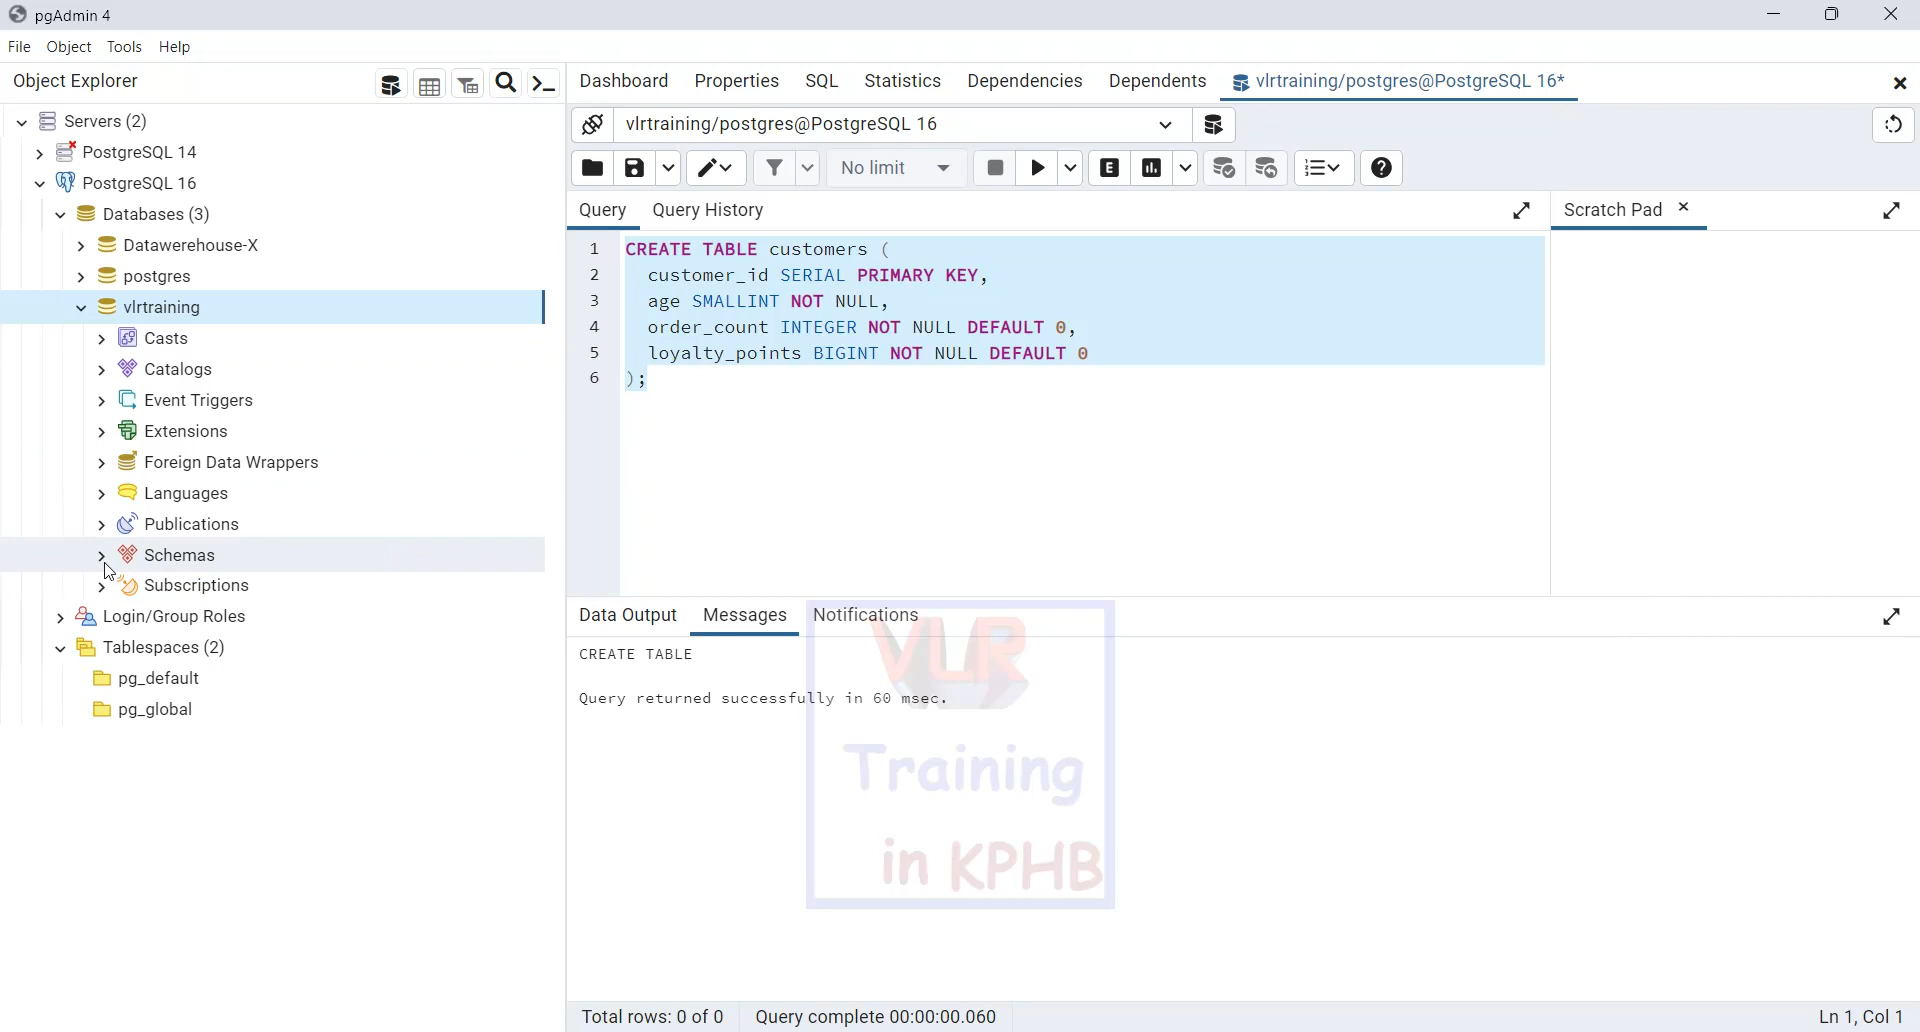 pgAdmin 4
File Object Tools Help
Object Explorer
Servers (2)
PostgreSQL 14
PostgreSQL 16
Databases (3)
Datawerehouse-X
postgres
vlrtraining
Casts
Catalogs
Event Triggers
Extensions
Foreign Data Wrappers
Languages
Publications
Schemas
Subscriptions
Login/Group Roles
Tablespaces (2)
pg_default
pg_global
Dashboard Properties SQL Statistics Dependencies Dependents vlrtraining/postgres@PostgreSQL 16*
vlrtraining/postgres@PostgreSQL 16
No limit E
Query Query History
Scratch Pad
1 CREATE TABLE customers (
2 customer_id SERIAL PRIMARY KEY,
3 age SMALLINT NOT NULL,
4 order_count INTEGER NOT NULL DEFAULT 0,
5 loyalty_points BIGINT NOT NULL DEFAULT 0
6 );
Data Output Messages Notifications
CREATE TABLE
Query returned successfully in 60 msec.
VLR
Training
in KPHB
Total rows: 0 of 0 Query complete 00:00:00.060 Ln 1, Col 1